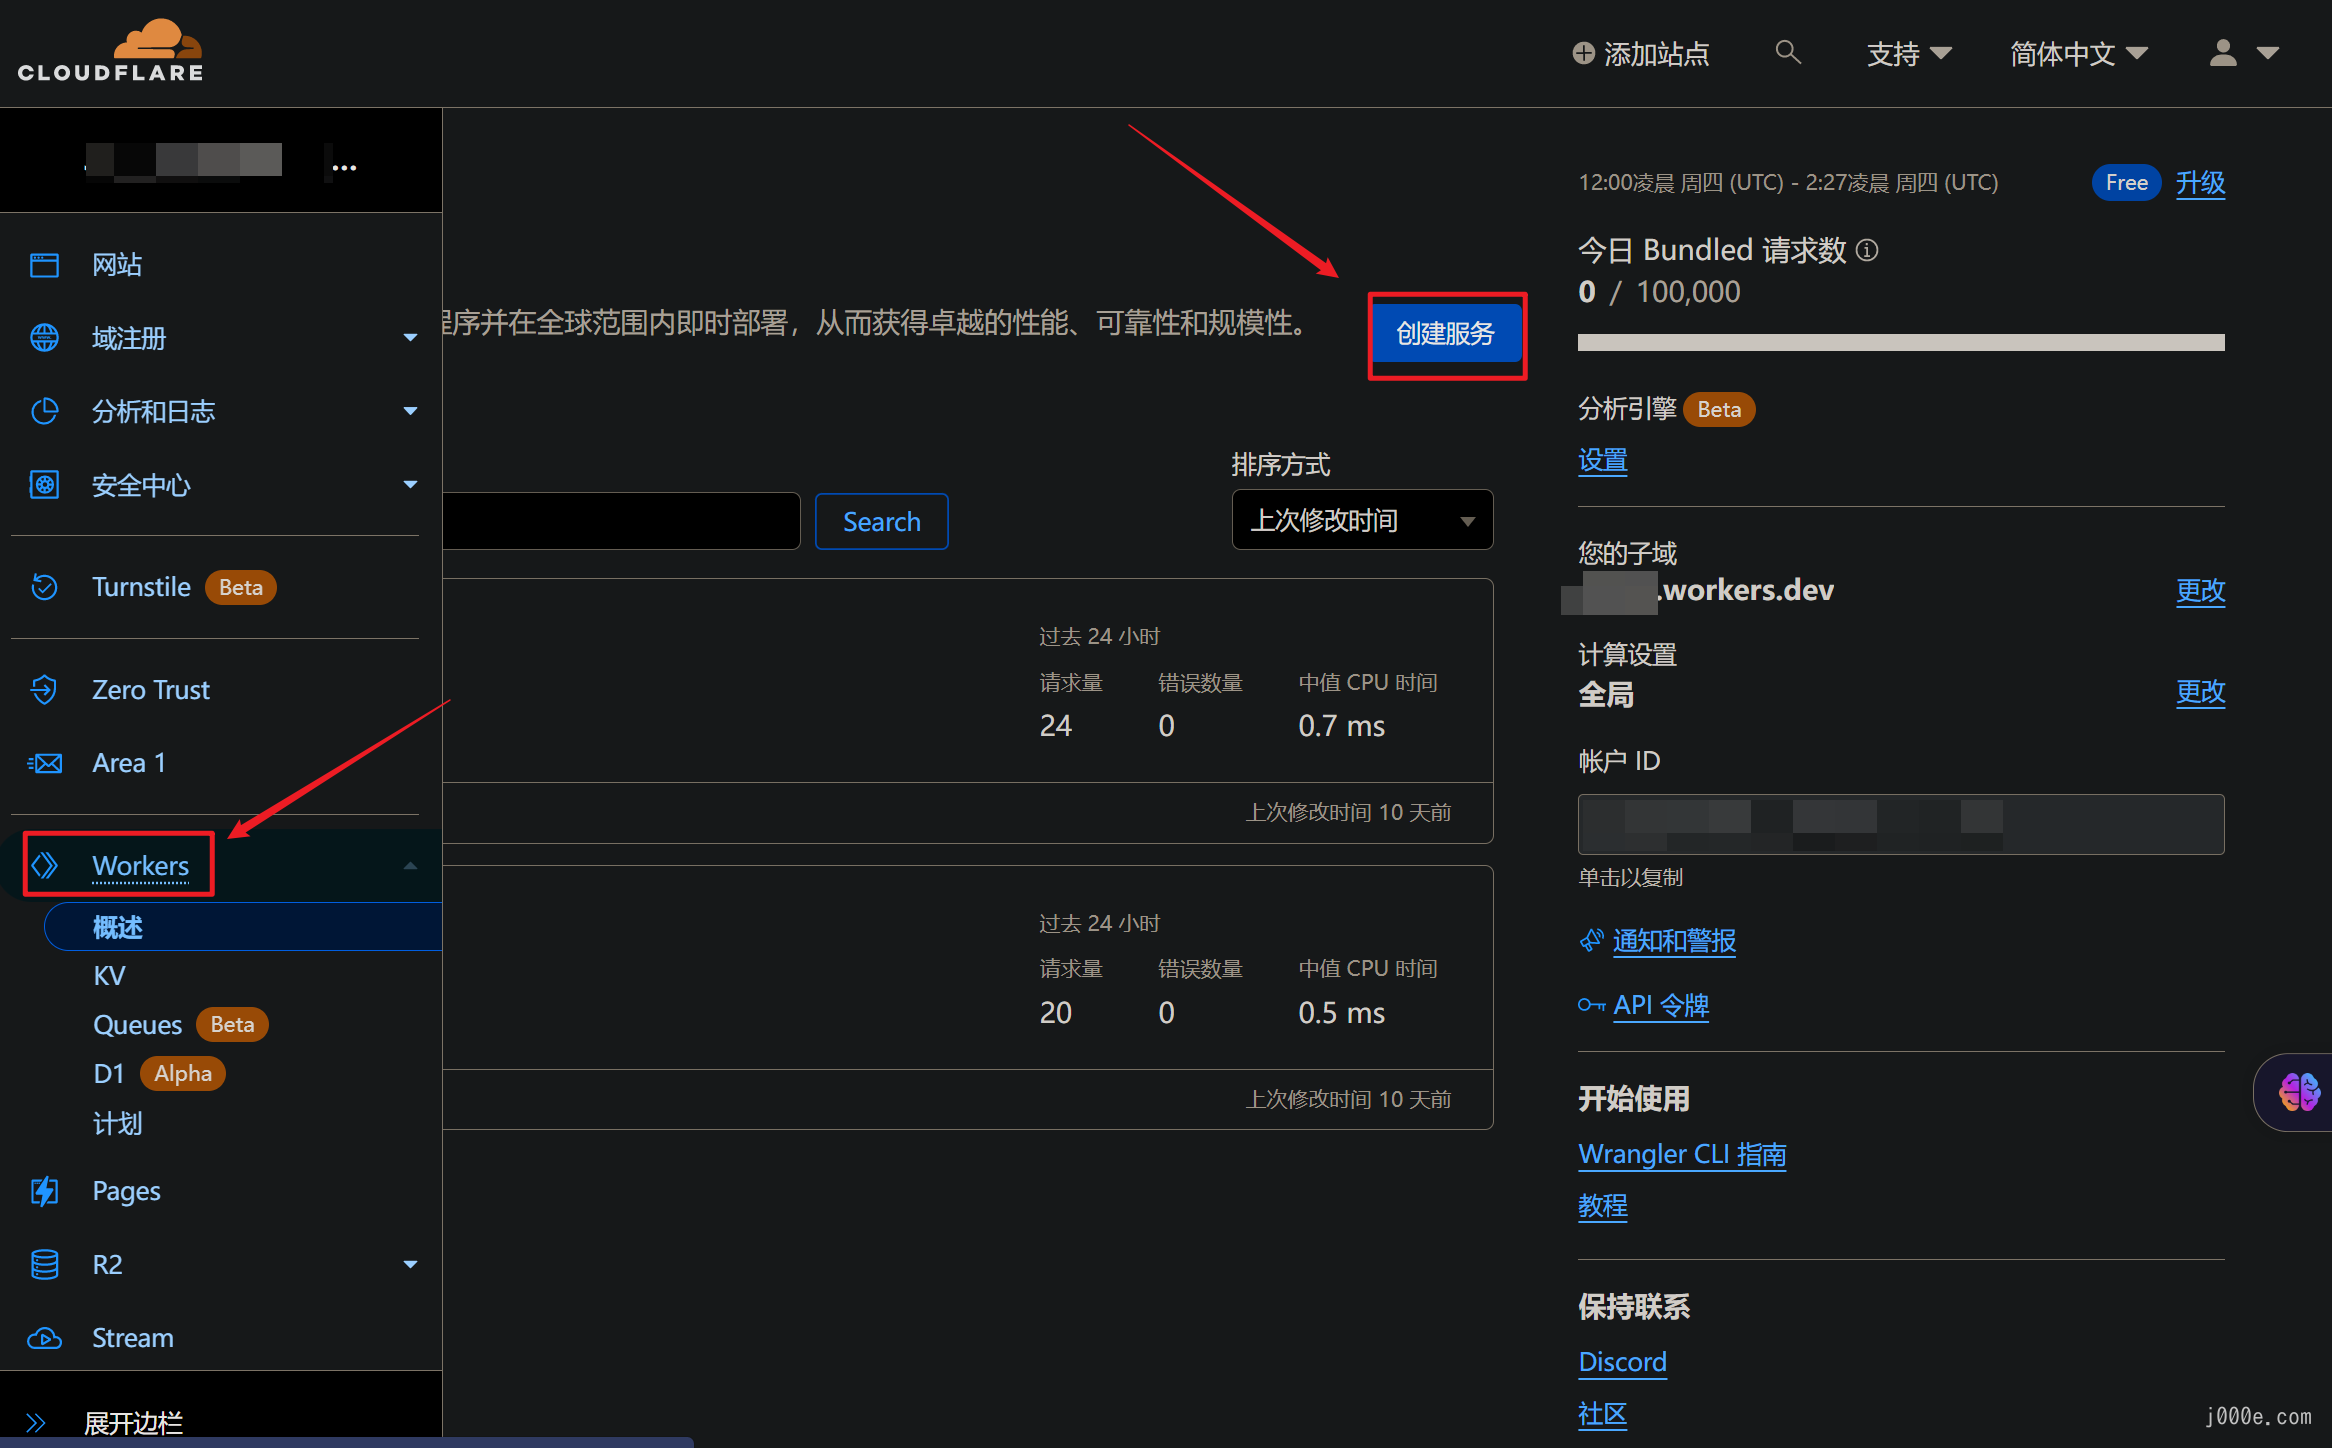 CLOUDFLARE
添加站点
支持
简体中文
...
网站
域注册
分析和日志
安全中心
Turnstile Beta
Zero Trust
Area 1
Workers
概述
KV
Queues Beta
D1 Alpha
计划
Pages
R2
Stream
展开边栏
序并在全球范围内即时部署，从而获得卓越的性能、可靠性和规模性。
创建服务
Search
排序方式
上次修改时间
过去 24 小时
请求量 错误数量 中值 CPU 时间
24 0 0.7 ms
上次修改时间 10 天前
过去 24 小时
请求量 错误数量 中值 CPU 时间
20 0 0.5 ms
上次修改时间 10 天前
12:00凌晨 周四 (UTC) - 2:27凌晨 周四 (UTC)
Free 升级
今日 Bundled 请求数
0 / 100,000
分析引擎 Beta
设置
您的子域
.workers.dev 更改
计算设置
全局 更改
帐户 ID
单击以复制
通知和警报
API 令牌
开始使用
Wrangler CLI 指南
教程
保持联系
Discord
社区
j000e.com